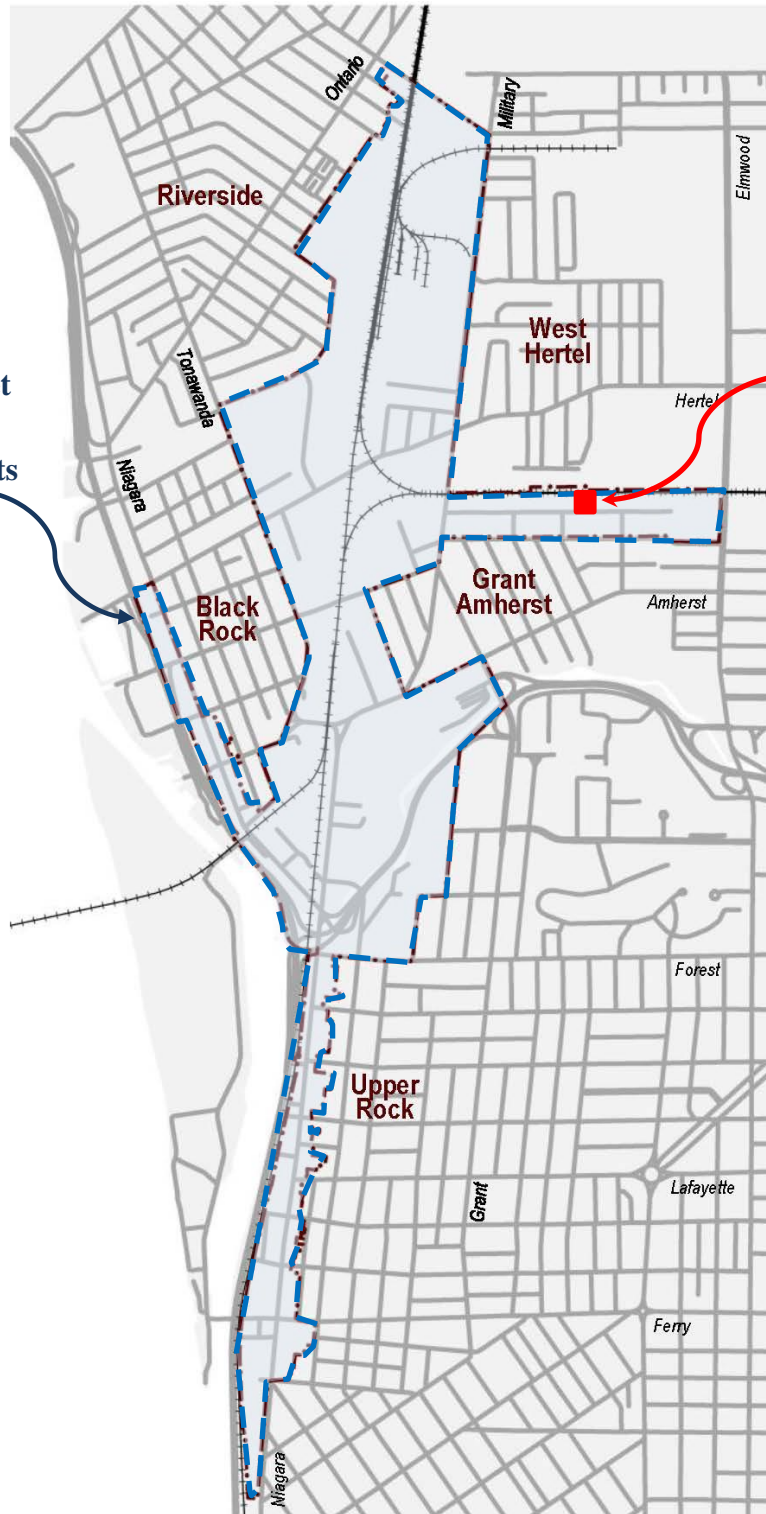 Ontario
Military
Elmwood
Riverside
West
Hertel
Tonawanda
Hertel
Niagara
Grant
Amherst
Black
Rock
Amherst
Forest
Upper
Rock
Grant
Lafayette
Ferry
Niagara